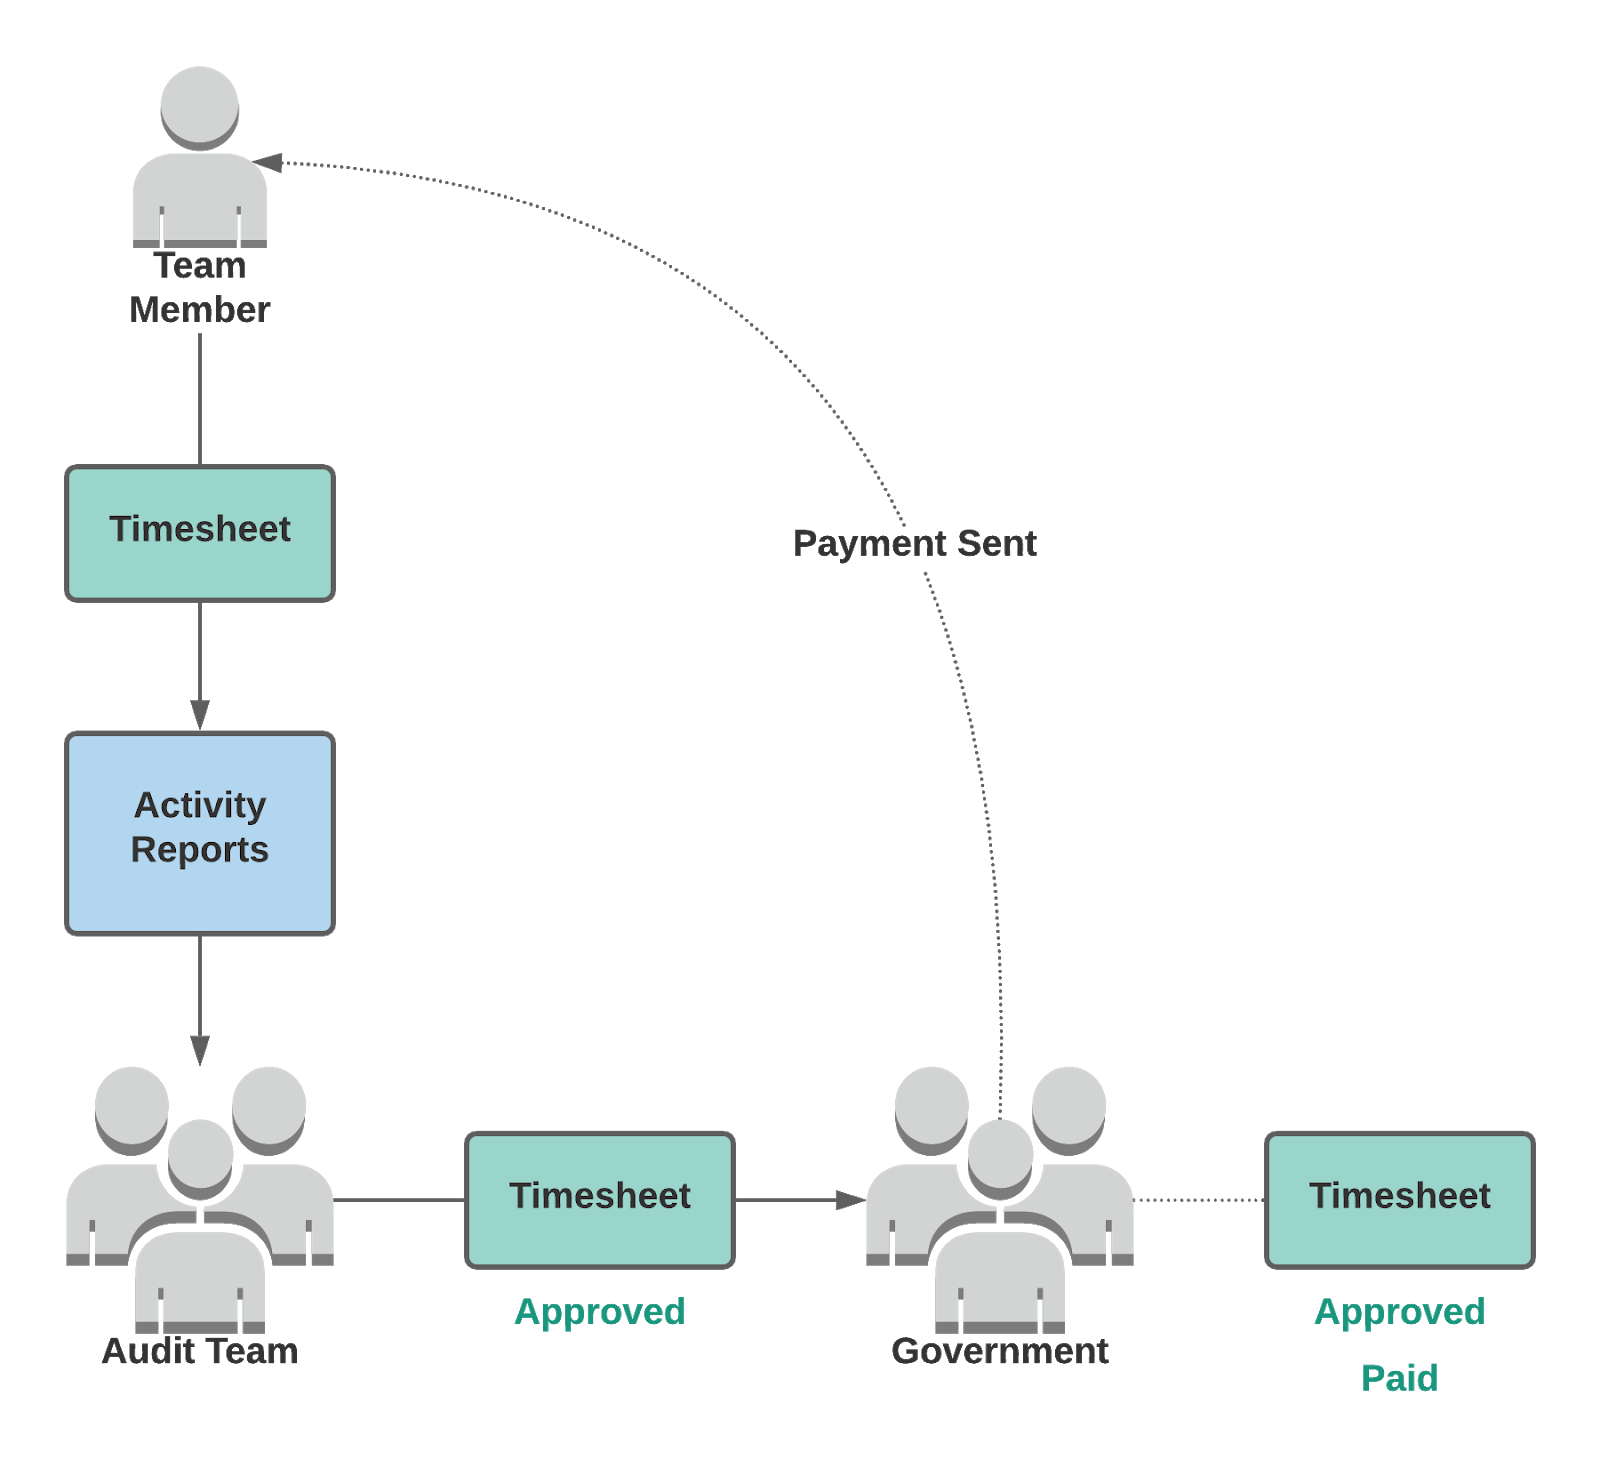 Team
Member
Timesheet
Payment Sent
Activity
Reports
Timesheet
Timesheet
Approved
Approved
Audit Team
Government
Paid